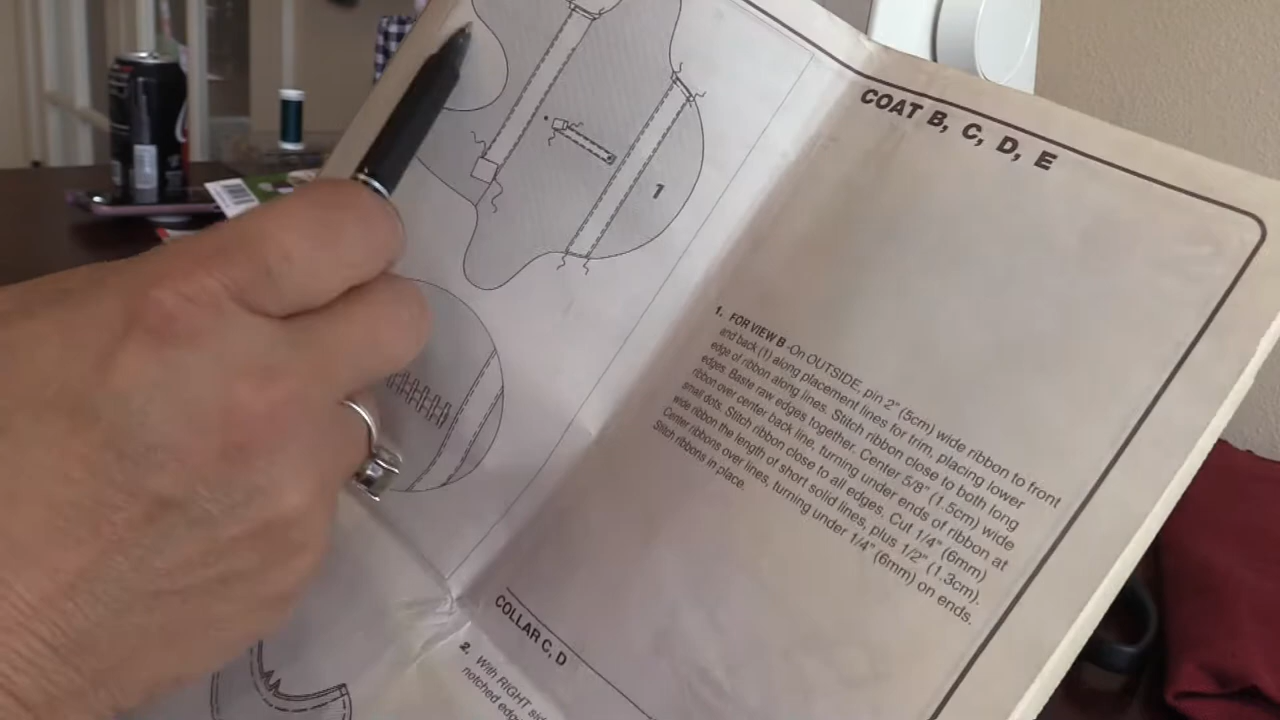 COAT B, C, D, E
1
1. FOR VIEW B -On OUTSIDE, pin 2" (5cm) wide ribbon to front
and back (1) along placement lines for trim, placing lower
edge of ribbon along lines. Stitch ribbon close to both long
edges. Baste raw edges together. Center 5/8" (1.5cm) wide
ribbon over center back line, turning under ends of ribbon at
small dots. Stitch ribbon close to all edges. Cut 1/4" (6mm)
wide ribbon the length of short solid lines, plus 1/2" (1.3cm).
Center ribbons over lines, turning under 1/4" (6mm) on ends.
Stitch ribbons in place.
COLLAR C, D
2. With RIGHT
notched